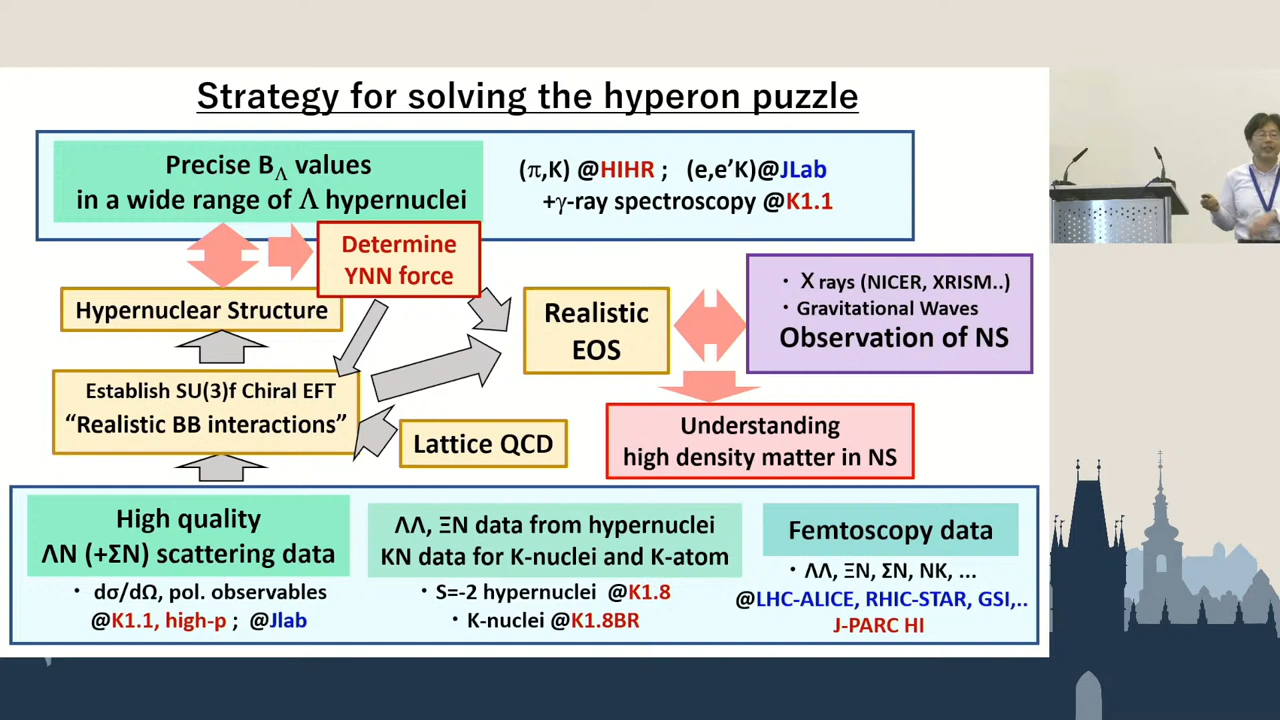 Strategy for solving the hyperon puzzle
Precise BΛ values
in a wide range of Λ hypernuclei
(π,K) @HIHR ; (e,e’K)@JLab
+γ-ray spectroscopy @K1.1
Determine
YNN force
Hypernuclear Structure
Realistic
EOS
・ X rays (NICER, XRISM..)
・Gravitational Waves
Observation of NS
Establish SU(3)f Chiral EFT
“Realistic BB interactions”
Lattice QCD
Understanding
high density matter in NS
High quality
ΛN (+ΣN) scattering data
・ dσ/dΩ, pol. observables
@K1.1, high-p ; @Jlab
ΛΛ, ΞN data from hypernuclei
KN data for K-nuclei and K-atom
・S=-2 hypernuclei @K1.8
・K-nuclei @K1.8BR
Femtoscopy data
・ΛΛ, ΞN, ΣN, NK, ...
@LHC-ALICE, RHIC-STAR, GSI,..
J-PARC HI